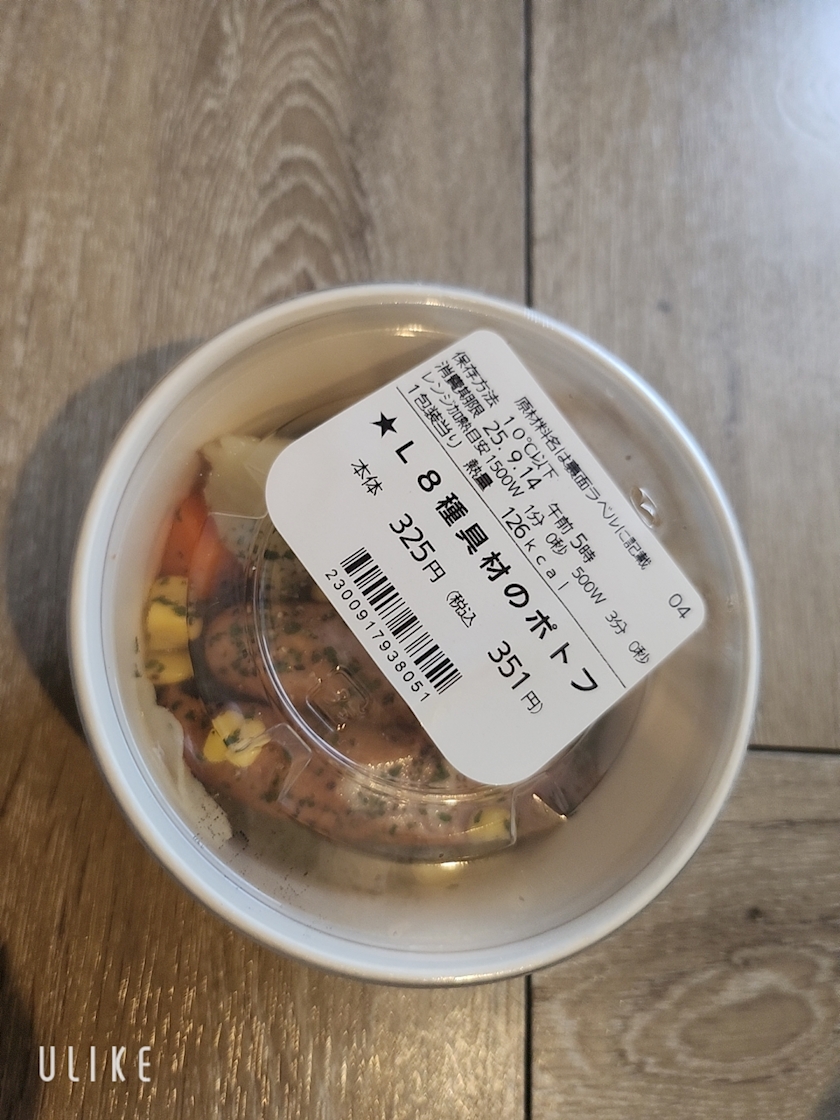 原材料名は裏面ラベルに記載 04
保存方法 10℃以下
消費期限 25.9.14 午前5時
レンジ加熱目安 1500W 1分 0秒 500W 3分 0秒
1包装当り 熱量 126kcal
★L8種具材のポトフ
本体 325円 (税込 351円)
2300917938051
ULIKE